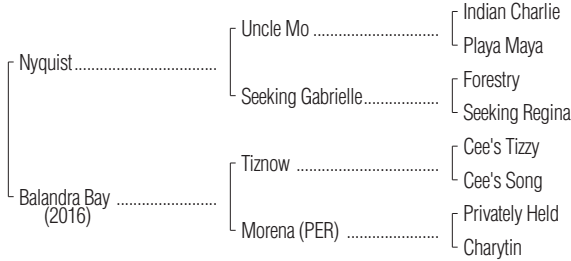 Indian Charlie
Uncle Mo
Playa Maya
Nyquist
Forestry
Seeking Gabrielle
Seeking Regina
Cee's Tizzy
Tiznow
Cee's Song
Balandra Bay
(2016)
Privately Held
Morena (PER)
Charytin